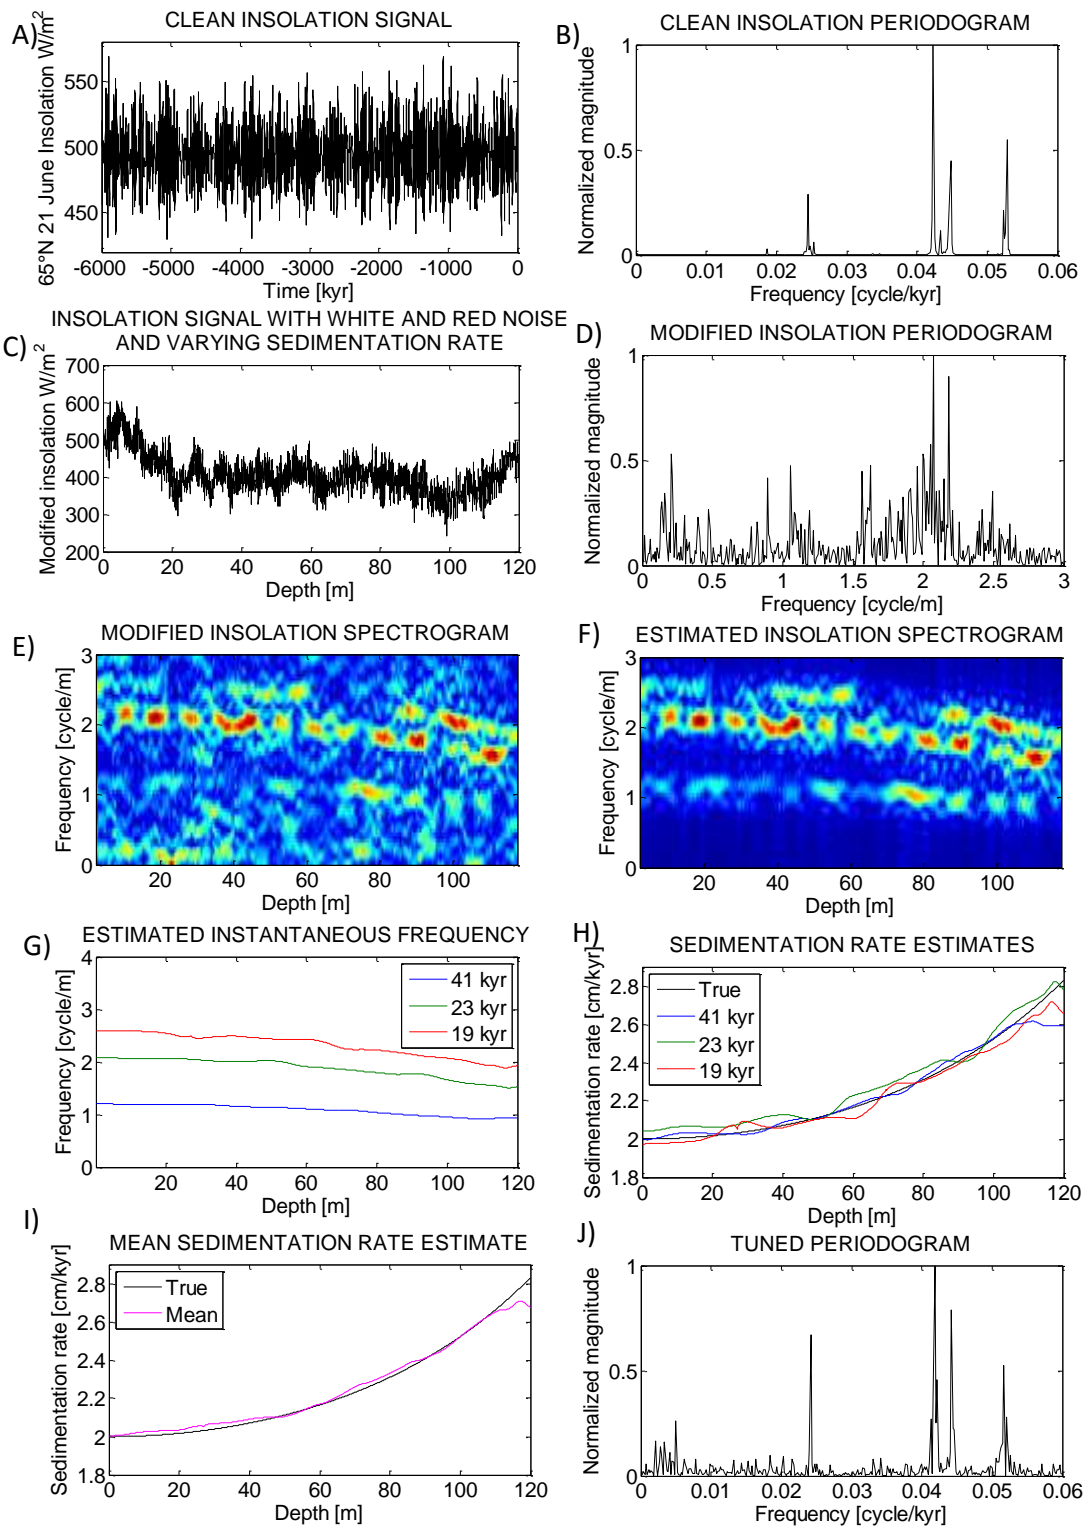 A)
CLEAN INSOLATION SIGNAL
65°N 21 June Insolation W/m²
550
500
450
-6000 -5000 -4000 -3000 -2000 -1000 0
Time [kyr]
B)
CLEAN INSOLATION PERIODOGRAM
Normalized magnitude
1
0.5
0
0 0.01 0.02 0.03 0.04 0.05 0.06
Frequency [cycle/kyr]
C)
INSOLATION SIGNAL WITH WHITE AND RED NOISE
AND VARYING SEDIMENTATION RATE
Modified insolation W/m²
700
600
500
400
300
200
0 20 40 60 80 100 120
Depth [m]
D)
MODIFIED INSOLATION PERIODOGRAM
Normalized magnitude
1
0.5
0
0 0.5 1 1.5 2 2.5 3
Frequency [cycle/m]
E)
MODIFIED INSOLATION SPECTROGRAM
Frequency [cycle/m]
3
2
1
0
20 40 60 80 100
Depth [m]
F)
ESTIMATED INSOLATION SPECTROGRAM
Frequency [cycle/m]
3
2
1
0
20 40 60 80 100
Depth [m]
G)
ESTIMATED INSTANTANEOUS FREQUENCY
Frequency [cycle/m]
4
3
2
1
0
41 kyr
23 kyr
19 kyr
0 20 40 60 80 100 120
Depth [m]
H)
SEDIMENTATION RATE ESTIMATES
Sedimentation rate [cm/kyr]
2.8
2.6
2.4
2.2
2
1.8
True
41 kyr
23 kyr
19 kyr
0 20 40 60 80 100 120
Depth [m]
I)
MEAN SEDIMENTATION RATE ESTIMATE
Sedimentation rate [cm/kyr]
2.8
2.6
2.4
2.2
2
1.8
True
Mean
0 20 40 60 80 100 120
Depth [m]
J)
TUNED PERIODOGRAM
Normalized magnitude
1
0.5
0
0 0.01 0.02 0.03 0.04 0.05 0.06
Frequency [cycle/kyr]